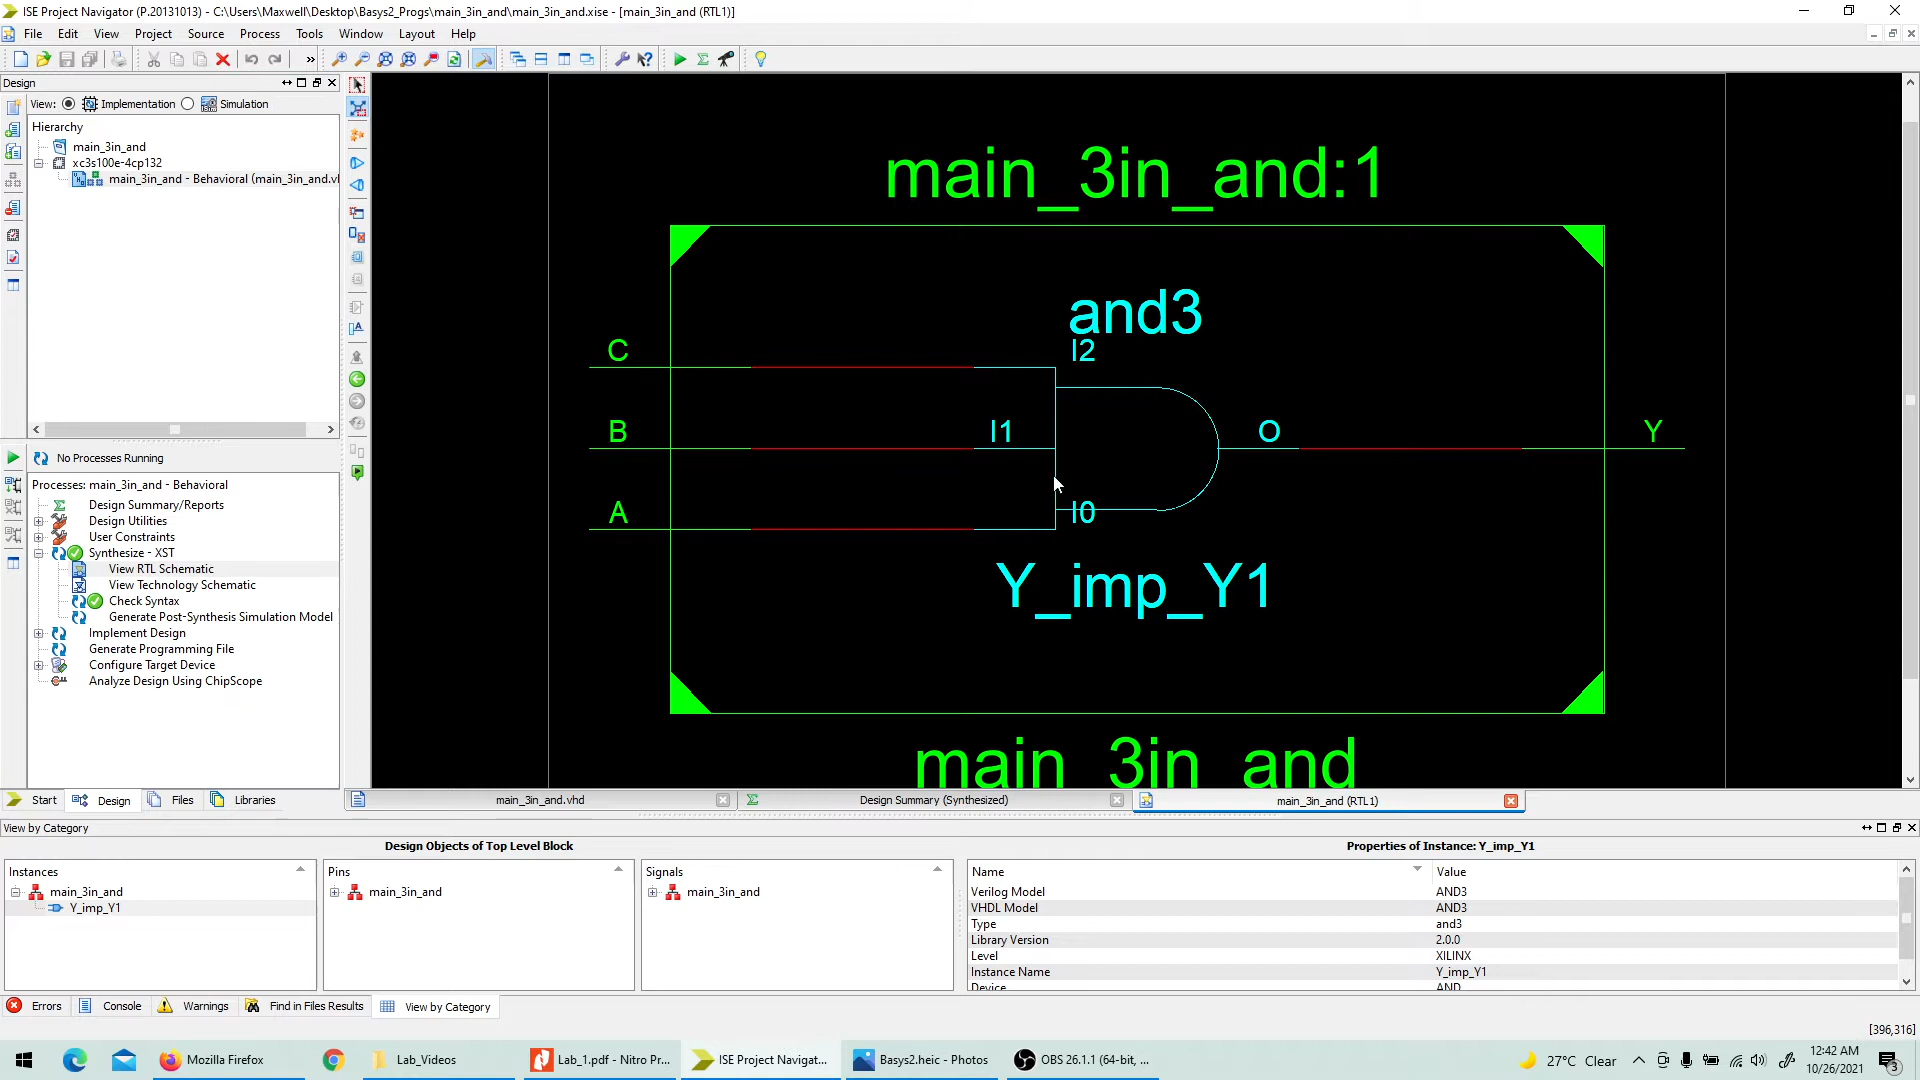 ISE Project Navigator (P.20131013) - C:\Users\Maxwell\Desktop\Basys2_Progs\main_3in_and\main_3in_and.xise - [main_3in_and (RTL1)]
File Edit View Project Source Process Tools Window Layout Help
»
Design
View: Implementation Simulation
Hierarchy
main_3in_and
xc3s100e-4cp132
main_3in_and - Behavioral (main_3in_and.vh
No Processes Running
Processes: main_3in_and - Behavioral
Design Summary/Reports
Design Utilities
User Constraints
Synthesize - XST
View RTL Schematic
View Technology Schematic
Check Syntax
Generate Post-Synthesis Simulation Model
Implement Design
Generate Programming File
Configure Target Device
Analyze Design Using ChipScope
Start Design Files Libraries
main_3in_and:1
and3
C I2
B I1 O Y
A I0
Y_imp_Y1
main_3in_and
main_3in_and.vhd Design Summary (Synthesized) main_3in_and (RTL1)
View by Category
Design Objects of Top Level Block
Instances Pins Signals
main_3in_and main_3in_and main_3in_and
Y_imp_Y1
Properties of Instance: Y_imp_Y1
Name Value
Verilog Model AND3
VHDL Model AND3
Type and3
Library Version 2.0.0
Level XILINX
Instance Name Y_imp_Y1
Device AND
Errors Console Warnings Find in Files Results View by Category
[396,316]
Mozilla Firefox Lab_Videos Lab_1.pdf - Nitro Pr... ISE Project Navigat... Basys2.heic - Photos OBS 26.1.1 (64-bit, ... 27°C Clear
12:42 AM
10/26/2021
3